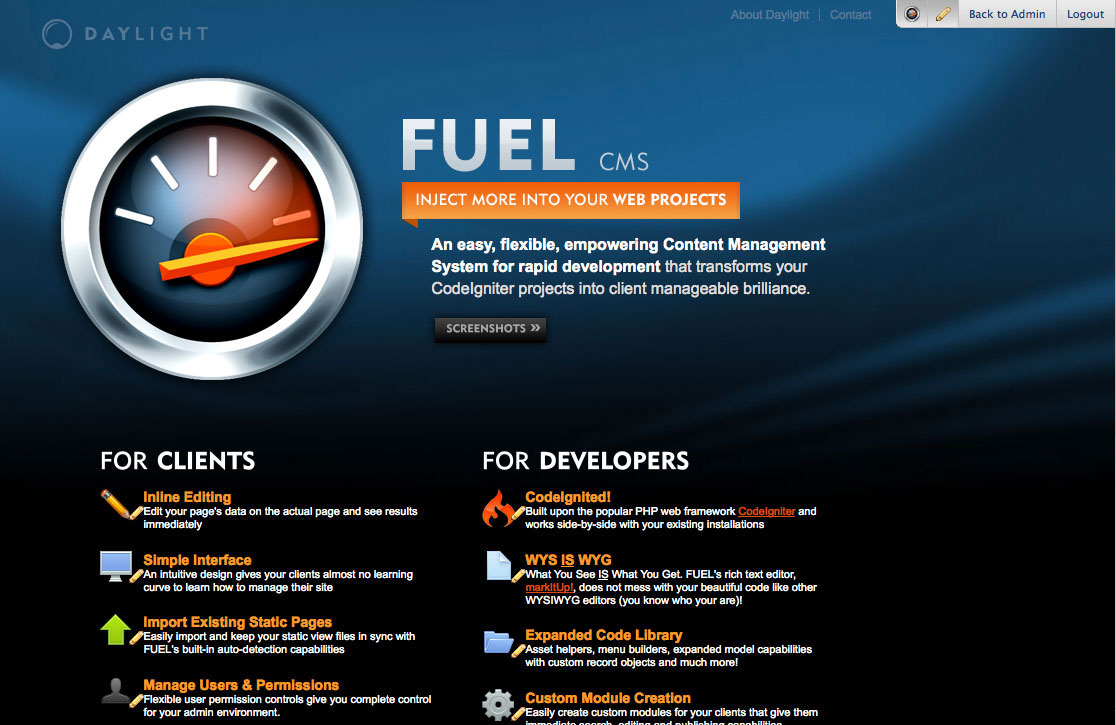 DAYLIGHT
About Daylight | Contact
Back to Admin
Logout
FUEL CMS
INJECT MORE INTO YOUR WEB PROJECTS
An easy, flexible, empowering Content Management
System for rapid development that transforms your
CodeIgniter projects into client manageable brilliance.
SCREENSHOTS »
FOR CLIENTS
Inline Editing
Edit your page's data on the actual page and see results
immediately
Simple Interface
An intuitive design gives your clients almost no learning
curve to learn how to manage their site
Import Existing Static Pages
Easily import and keep your static view files in sync with
FUEL's built-in auto-detection capabilities
Manage Users & Permissions
Flexible user permission controls give you complete control
for your admin environment.
FOR DEVELOPERS
CodeIgnited!
Built upon the popular PHP web framework CodeIgniter and
works side-by-side with your existing installations
WYS IS WYG
What You See IS What You Get. FUEL's rich text editor,
markItUp!, does not mess with your beautiful code like other
WYSIWYG editors (you know who your are)!
Expanded Code Library
Asset helpers, menu builders, expanded model capabilities
with custom record objects and much more!
Custom Module Creation
Easily create custom modules for your clients that give them
immediate search, editing and publishing capabilities